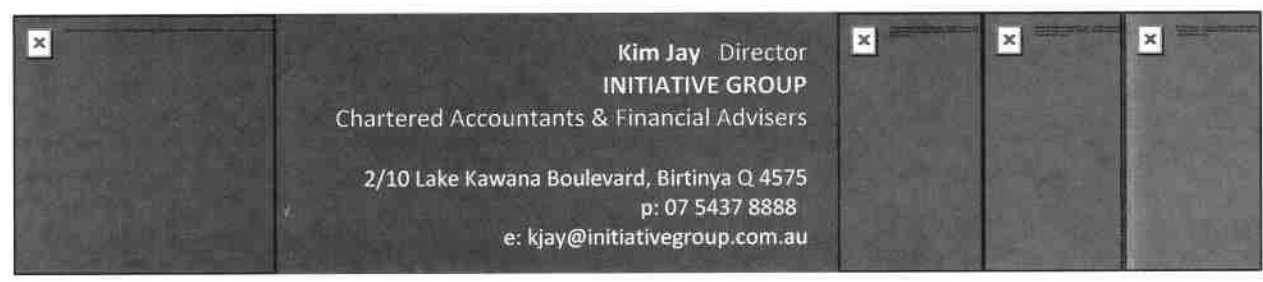 Kim Jay Director
INITIATIVE GROUP
Chartered Accountants & Financial Advisers
2/10 Lake Kawana Boulevard, Birtinya Q 4575
p: 07 5437 8888
e: kjay@initiativegroup.com.au